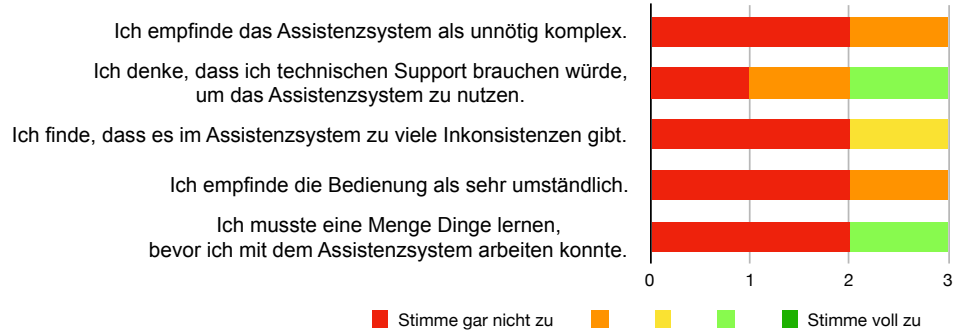 Ich empfinde das Assistenzsystem als unnötig komplex.
Ich denke, dass ich technischen Support brauchen würde,
um das Assistenzsystem zu nutzen.
Ich finde, dass es im Assistenzsystem zu viele Inkonsistenzen gibt.
Ich empfinde die Bedienung als sehr umständlich.
Ich musste eine Menge Dinge lernen,
bevor ich mit dem Assistenzsystem arbeiten konnte.
0 1 2 3
Stimme gar nicht zu Stimme voll zu